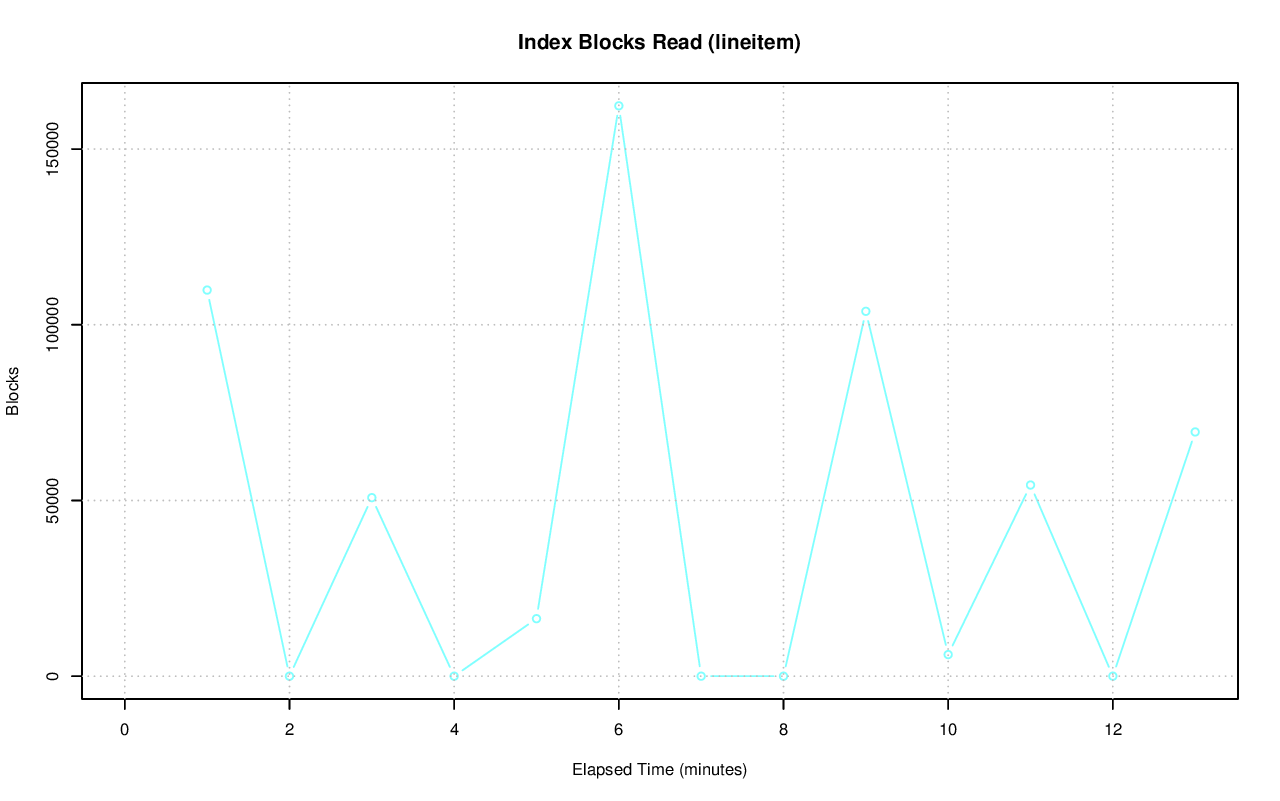 Index Blocks Read (lineitem)
150000
100000
50000
0
Blocks
0 2 4 6 8 10 12
Elapsed Time (minutes)